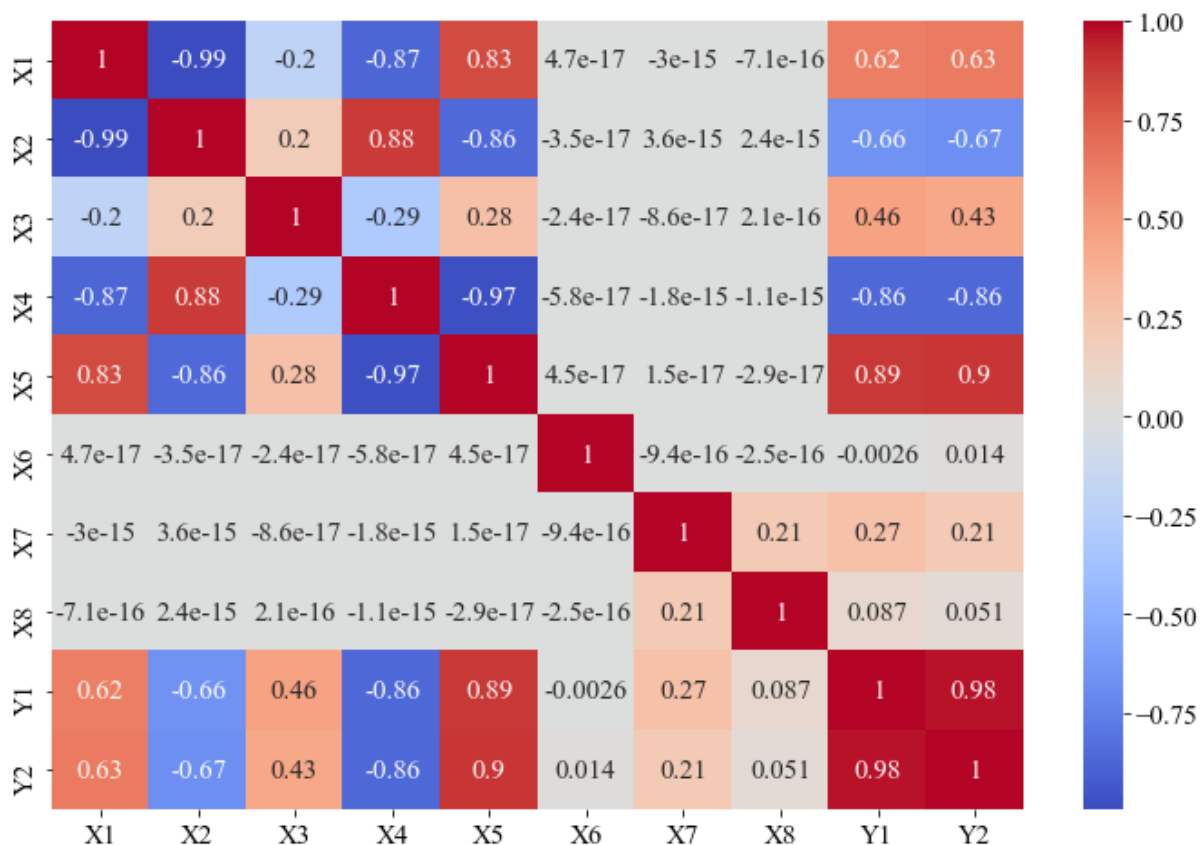 1.00
X1 1 -0.99 -0.2 -0.87 0.83 4.7e-17 -3e-15 -7.1e-16 0.62 0.63
X2 -0.99 1 0.2 0.88 -0.86 -3.5e-17 3.6e-15 2.4e-15 -0.66 -0.67
0.75
X3 -0.2 0.2 1 -0.29 0.28 -2.4e-17 -8.6e-17 2.1e-16 0.46 0.43
0.50
X4 -0.87 0.88 -0.29 1 -0.97 -5.8e-17 -1.8e-15 -1.1e-15 -0.86 -0.86
0.25
X5 0.83 -0.86 0.28 -0.97 1 4.5e-17 1.5e-17 -2.9e-17 0.89 0.9
0.00
X6 4.7e-17 -3.5e-17 -2.4e-17 -5.8e-17 4.5e-17 1 -9.4e-16 -2.5e-16 -0.0026 0.014
−0.25
X7 -3e-15 3.6e-15 -8.6e-17 -1.8e-15 1.5e-17 -9.4e-16 1 0.21 0.27 0.21
X8 -7.1e-16 2.4e-15 2.1e-16 -1.1e-15 -2.9e-17 -2.5e-16 0.21 1 0.087 0.051
−0.50
Y1 0.62 -0.66 0.46 -0.86 0.89 -0.0026 0.27 0.087 1 0.98
−0.75
Y2 0.63 -0.67 0.43 -0.86 0.9 0.014 0.21 0.051 0.98 1
X1 X2 X3 X4 X5 X6 X7 X8 Y1 Y2